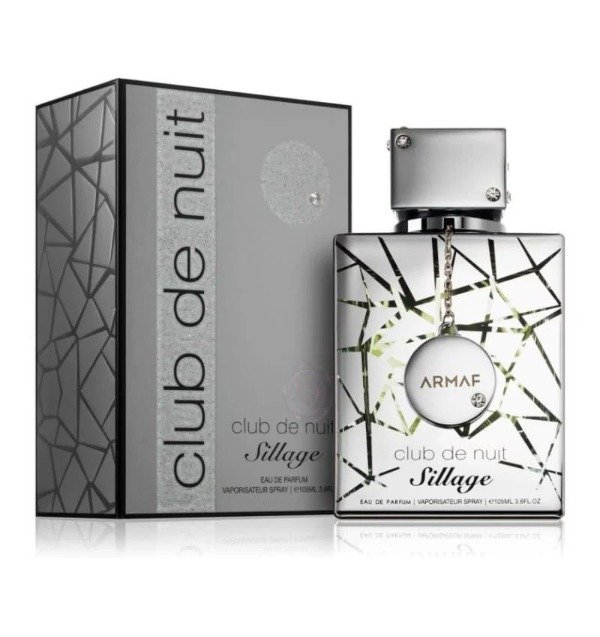 club de nuit
club de nuit
Sillage
EAU DE PARFUM
VAPORISATEUR SPRAY | ℮105ML 3.6FL.OZ
ARMAF
club de nuit
Sillage
EAU DE PARFUM | VAPORISATEUR SPRAY | ℮105ML 3.6FL.OZ